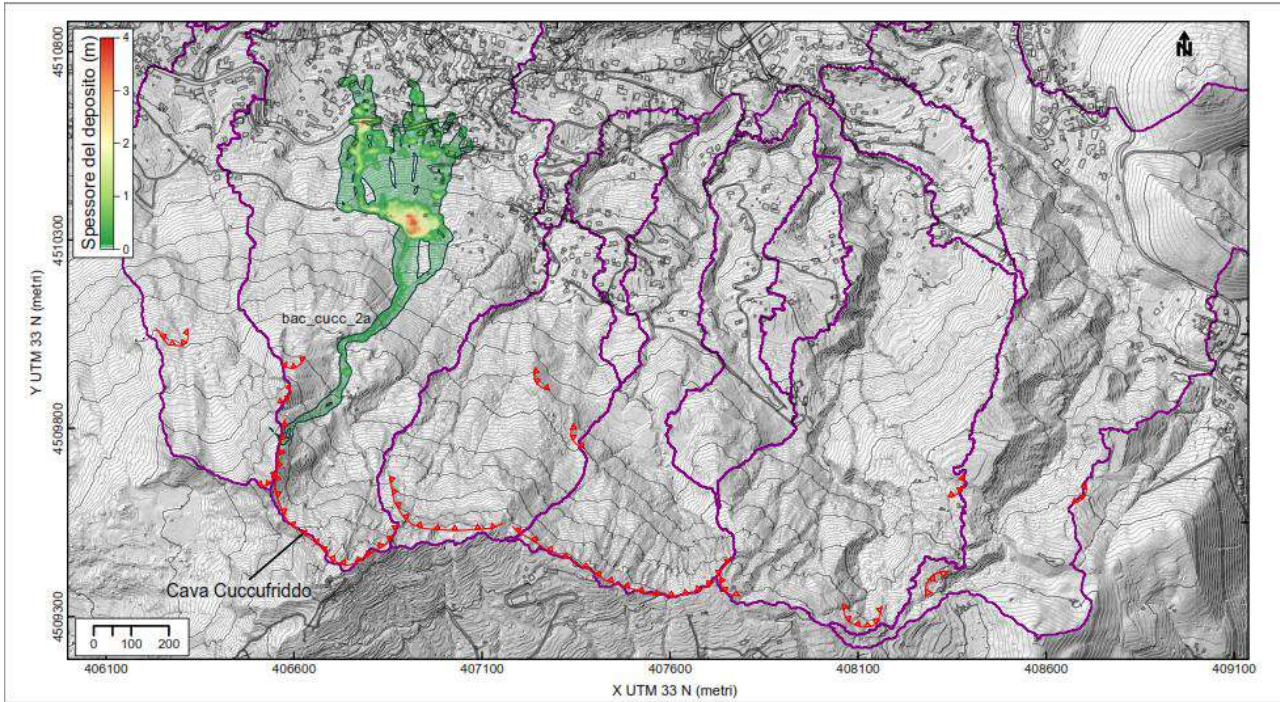 Spessore del deposito (m)
4
3
2
1
0
N
4510800
4510300
4509800
4509300
Y UTM 33 N (metri)
bac_cucc_2a
Cava Cuccufriddo
0 100 200
406100 406600 407100 407600 408100 408600 409100
X UTM 33 N (metri)